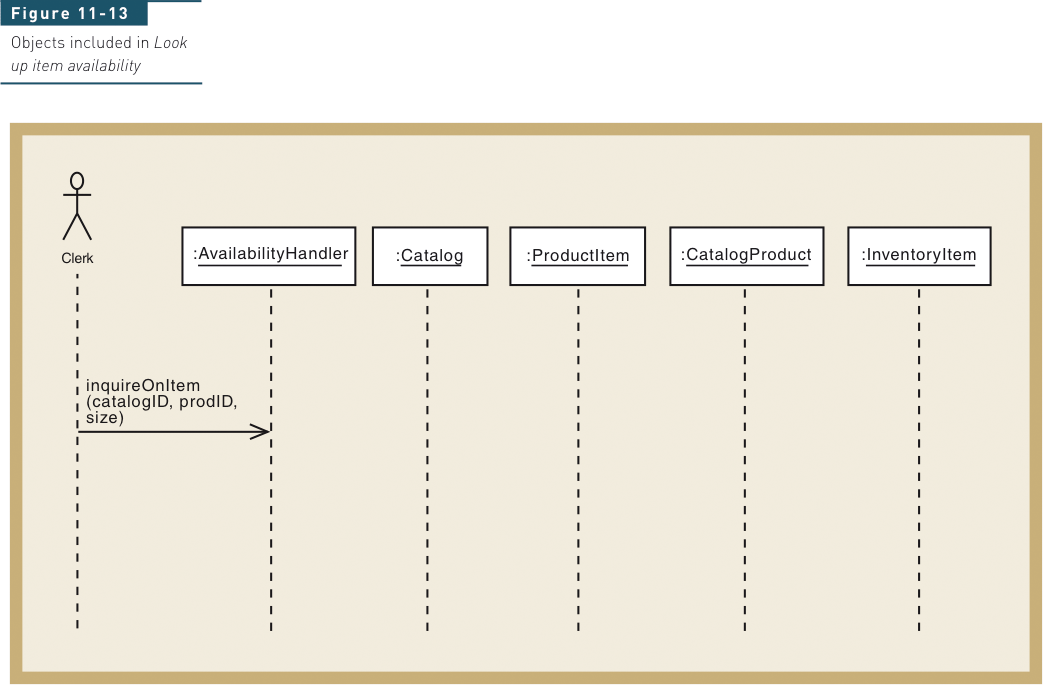 Figure 11-13
Objects included in Look
up item availability
Clerk
:AvailabilityHandler
:Catalog
:ProductItem
:CatalogProduct
:InventoryItem
inquireOnItem
(catalogID, prodID,
size)